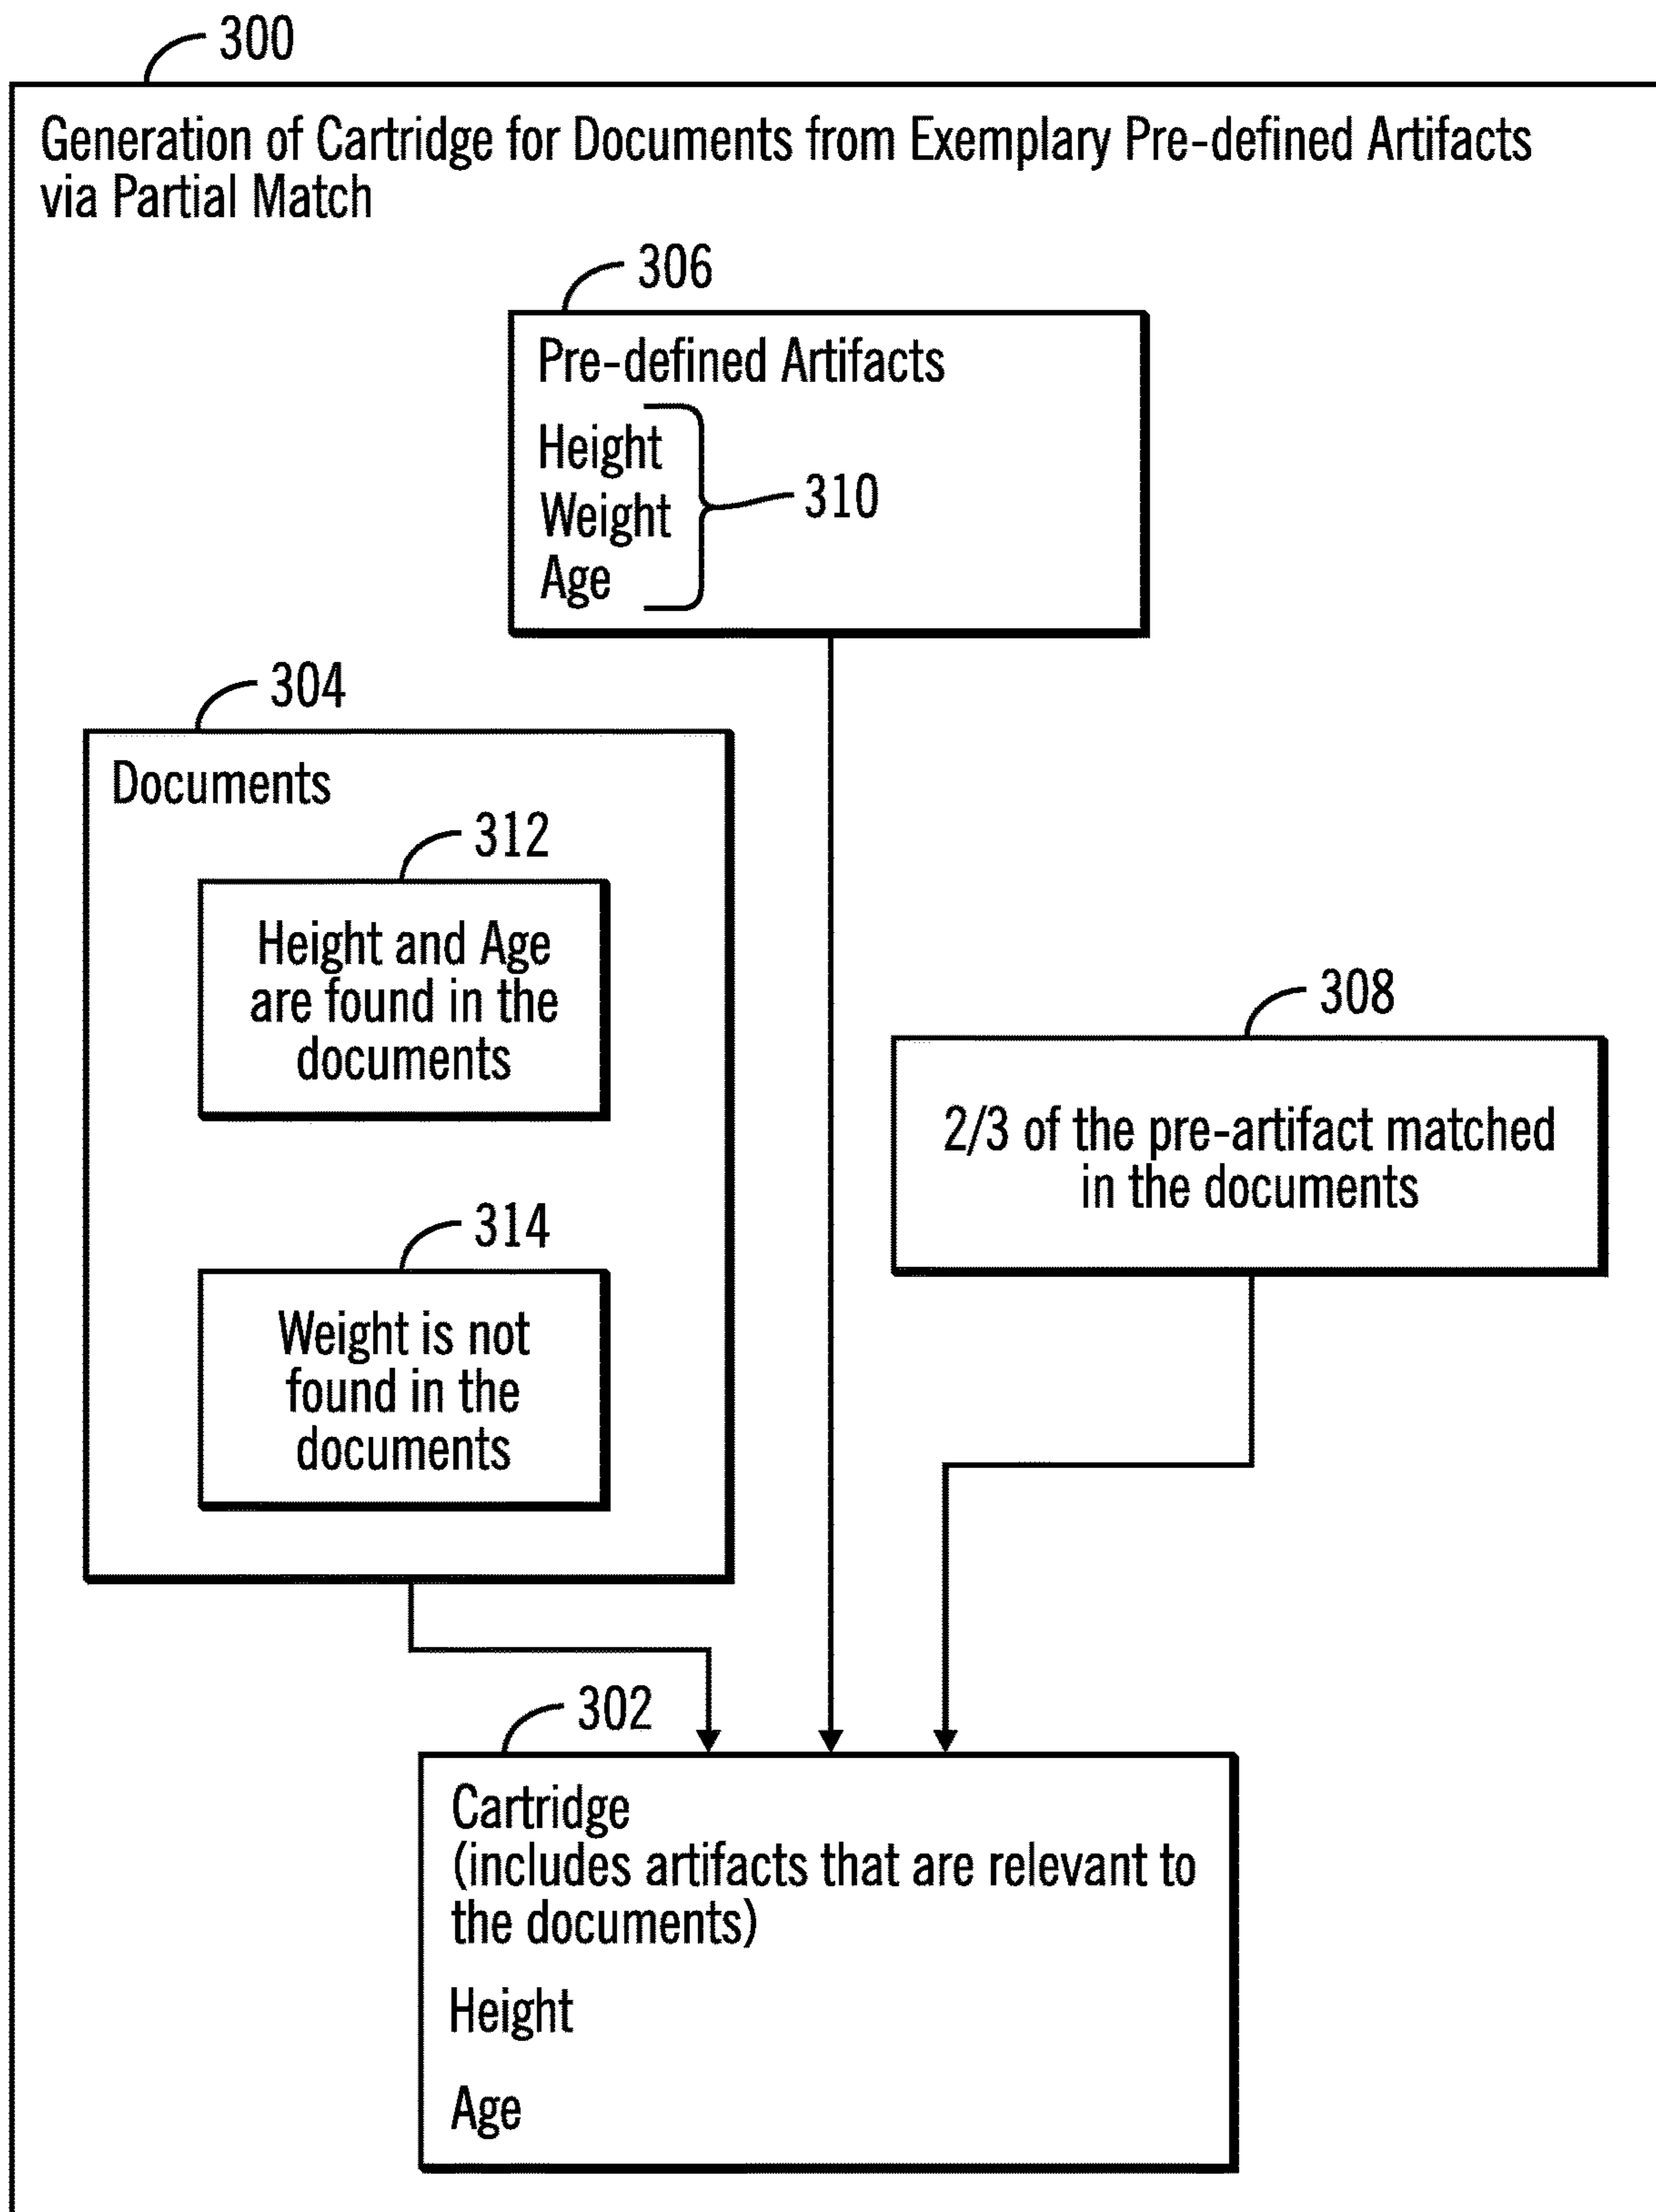 300
Generation of Cartridge for Documents from Exemplary Pre-defined Artifacts
via Partial Match
306
Pre-defined Artifacts
Height
Weight
Age
310
304
Documents
312
Height and Age
are found in the
documents
308
2/3 of the pre-artifact matched
in the documents
314
Weight is not
found in the
documents
302
Cartridge
(includes artifacts that are relevant to
the documents)
Height
Age